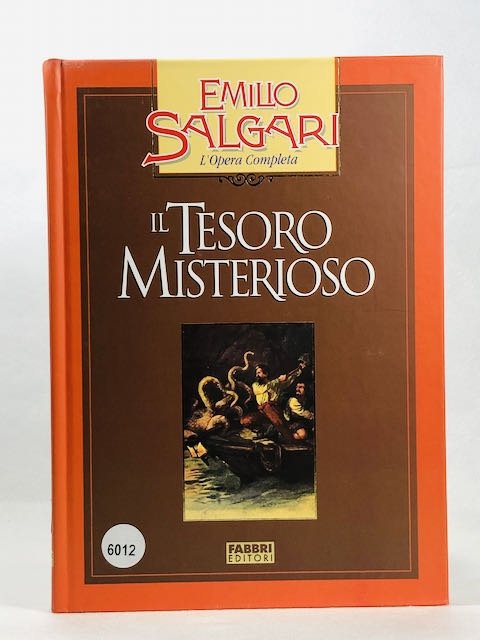 EMILIO
SALGARI
L'Opera Completa
IL TESORO
MISTERIOSO
6012
FABBRI
EDITORI